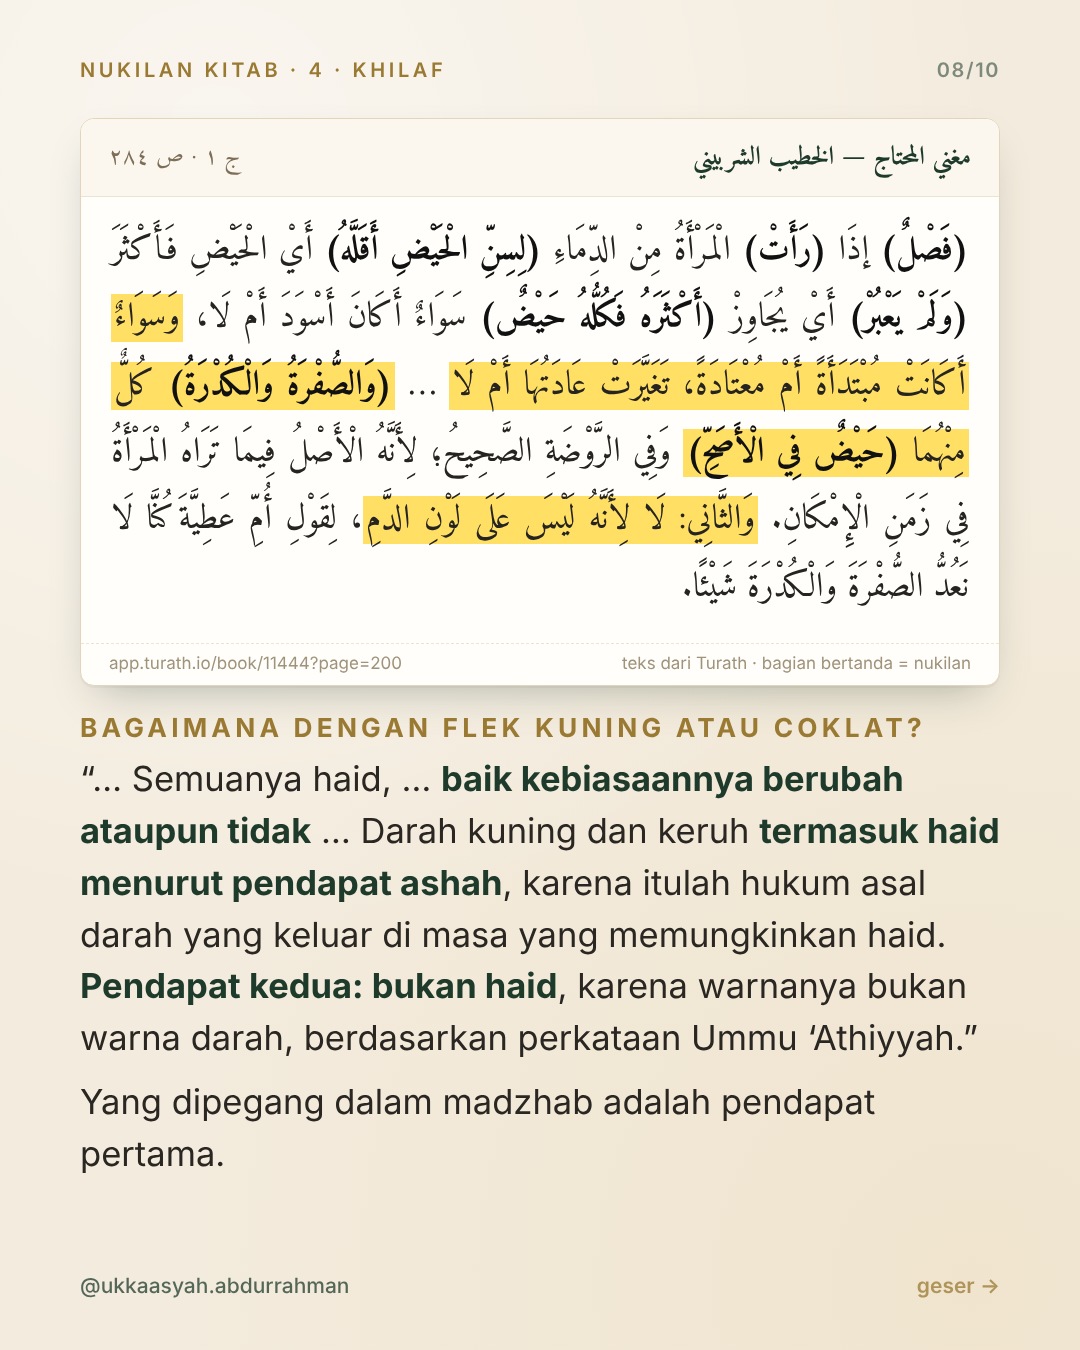 NUKILAN KITAB · 4 · KHILAF
08/10
مغني المحتاج — الخطيب الشربيني
ج ١ · ص ٢٨٤
(فَصْلٌ) إذَا (رَأَتْ) الْمَرْأَةُ مِنْ الدِّمَاءِ (لِسِنِّ الْحَيْضِ أَقَلَّهُ) أَيْ الْحَيْضِ فَأَكْثَرَ
(وَلَمْ يَعْبُرْ) أَيْ يُجَاوِزْ (أَكْثَرَهُ فَكُلُّهُ حَيْضٌ) سَوَاءٌ أَكَانَ أَسْوَدَ أَمْ لَا، وَسَوَاءٌ
أَكَانَتْ مُبْتَدَأَةً أَمْ مُعْتَادَةً، تَغَيَّرَتْ عَادَتُهَا أَمْ لَا ... (وَالصُّفْرَةُ وَالْكُدْرَةُ) كُلٌّ
مِنْهُمَا (حَيْضٌ فِي الْأَصَحِّ) وَفِي الرَّوْضَةِ الصَّحِيحِ؛ لِأَنَّهُ الْأَصْلُ فِيمَا تَرَاهُ الْمَرْأَةُ
فِي زَمَنِ الْإِمْكَانِ. وَالثَّانِي: لَا لِأَنَّهُ لَيْسَ عَلَى لَوْنِ الدَّمِ، لِقَوْلِ أُمِّ عَطِيَّةَ كُنَّا لَا
نَعُدُّ الصُّفْرَةَ وَالْكُدْرَةَ شَيْئًا.
app.turath.io/book/11444?page=200
teks dari Turath · bagian bertanda = nukilan
BAGAIMANA DENGAN FLEK KUNING ATAU COKLAT?
“... Semuanya haid, ... baik kebiasaannya berubah
ataupun tidak ... Darah kuning dan keruh termasuk haid
menurut pendapat ashah, karena itulah hukum asal
darah yang keluar di masa yang memungkinkan haid.
Pendapat kedua: bukan haid, karena warnanya bukan
warna darah, berdasarkan perkataan Ummu ‘Athiyyah.”
Yang dipegang dalam madzhab adalah pendapat
pertama.
@ukkaasyah.abdurrahman
geser →